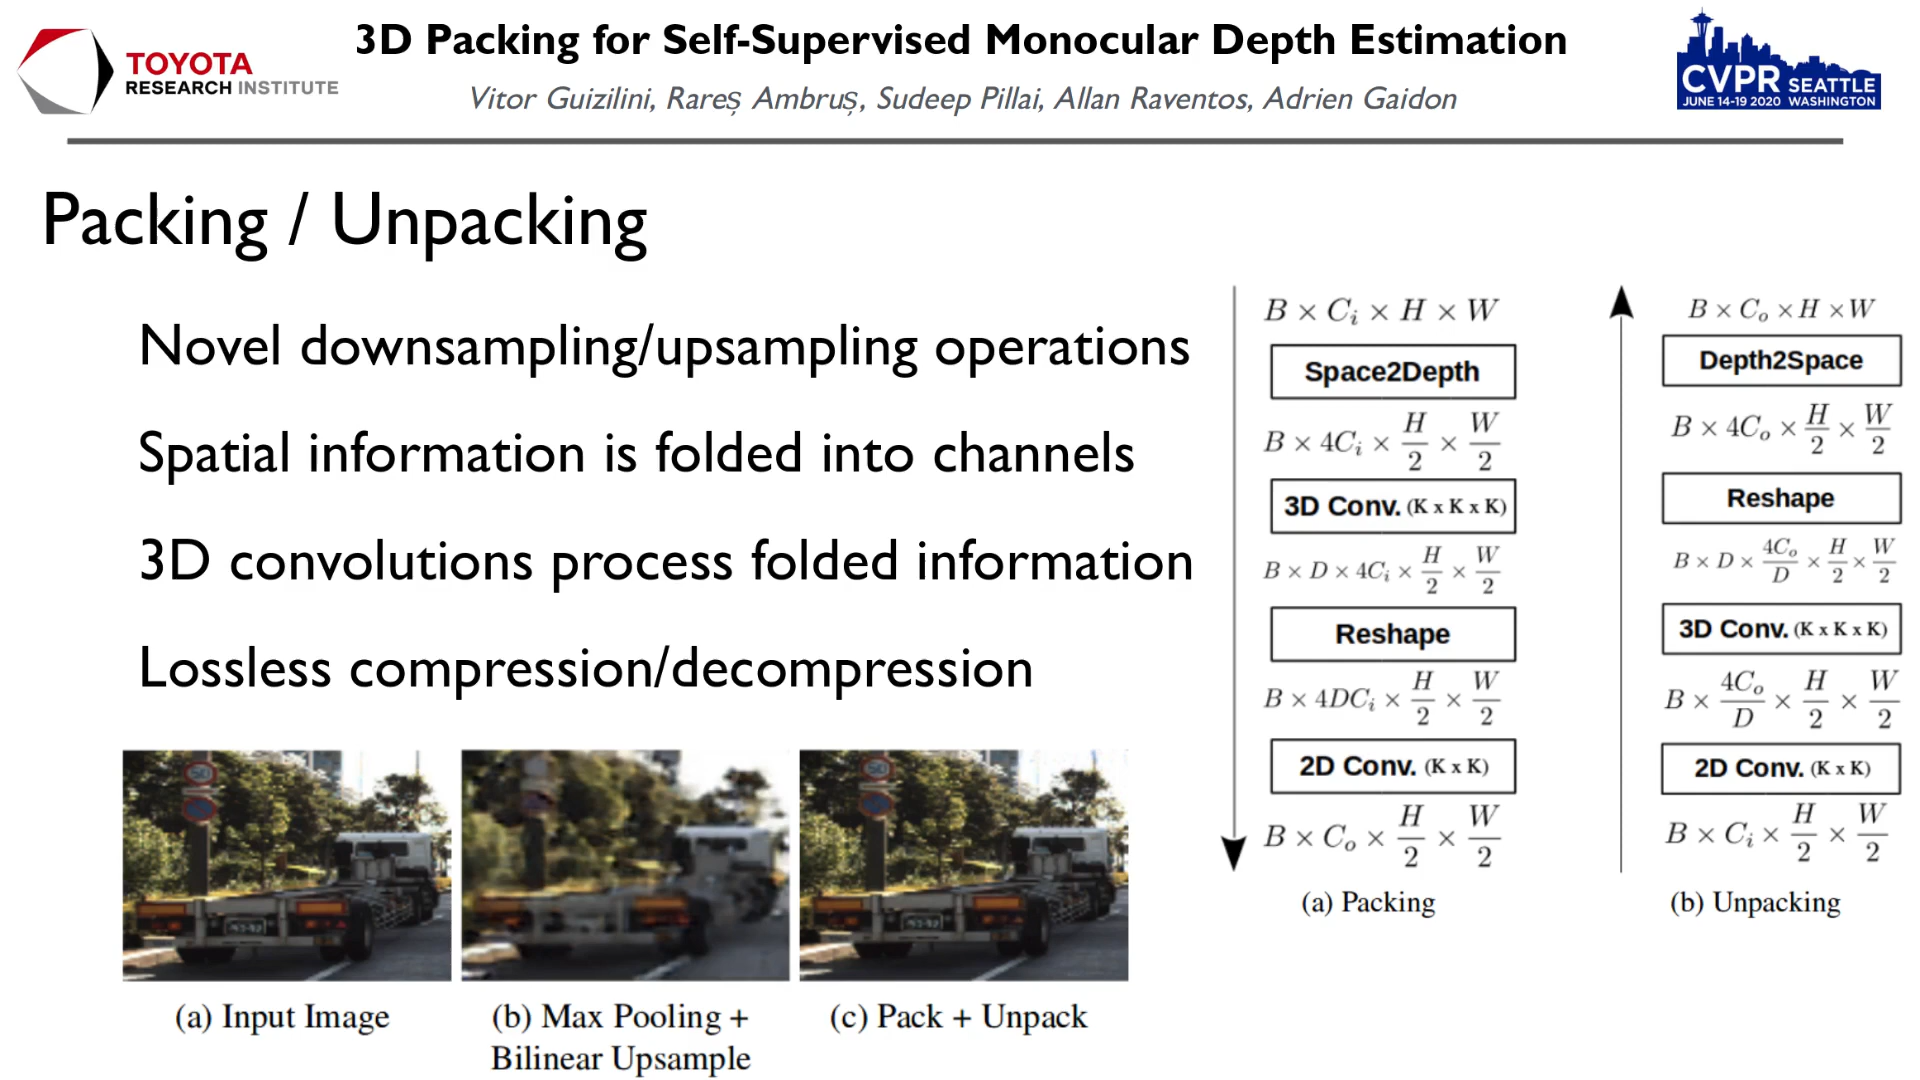 TOYOTA
RESEARCH INSTITUTE
3D Packing for Self-Supervised Monocular Depth Estimation
Vitor Guizilini, Rareș Ambruș, Sudeep Pillai, Allan Raventos, Adrien Gaidon
CVPR SEATTLE
JUNE 14-19 2020 WASHINGTON
Packing / Unpacking
Novel downsampling/upsampling operations
Spatial information is folded into channels
3D convolutions process folded information
Lossless compression/decompression
50
(a) Input Image
(b) Max Pooling +
Bilinear Upsample
50
(c) Pack + Unpack
B × C_i × H × W
Space2Depth
B × 4C_i × H/2 × W/2
3D Conv. (K x K x K)
B × D × 4C_i × H/2 × W/2
Reshape
B × 4DC_i × H/2 × W/2
2D Conv. (K x K)
B × C_o × H/2 × W/2
(a) Packing
B × C_o × H × W
Depth2Space
B × 4C_o × H/2 × W/2
Reshape
B × D × 4C_o/D × H/2 × W/2
3D Conv. (K x K x K)
B × 4C_o/D × H/2 × W/2
2D Conv. (K x K)
B × C_i × H/2 × W/2
(b) Unpacking